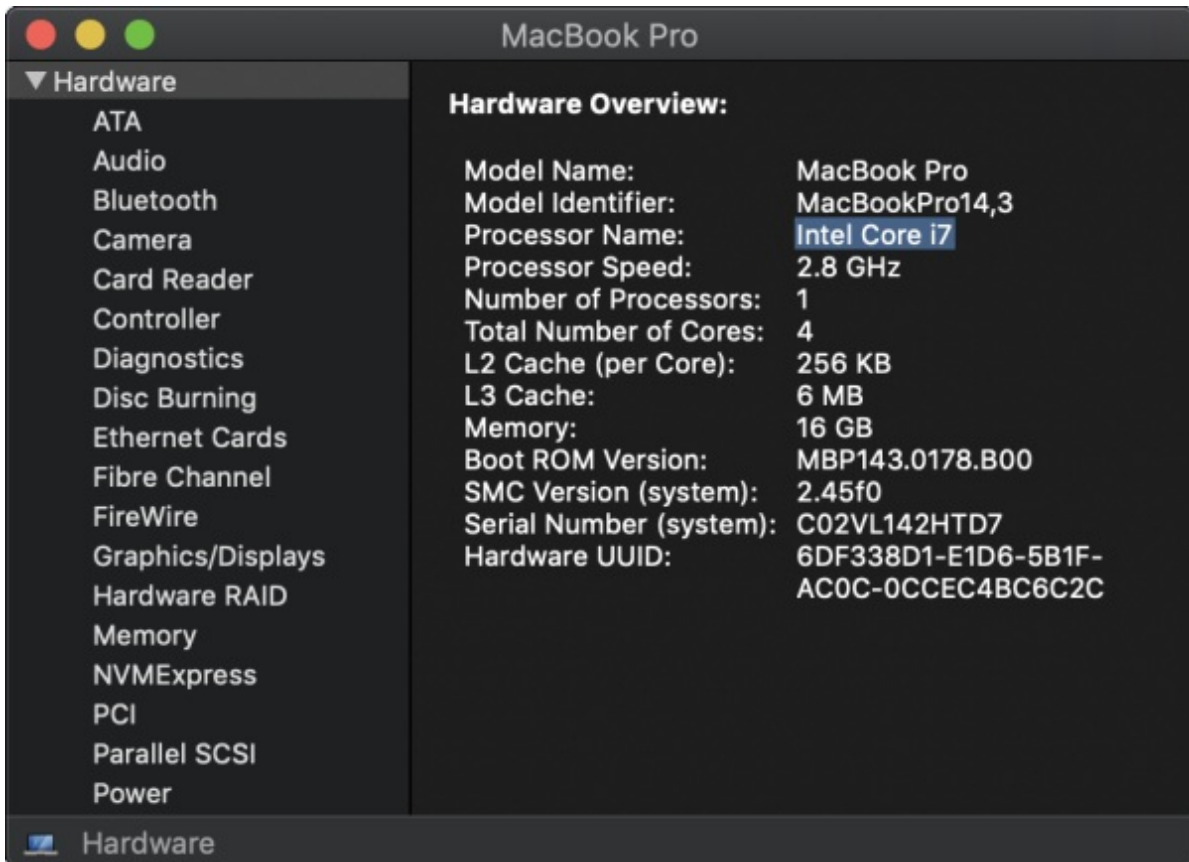 MacBook Pro
Hardware
ATA
Audio
Bluetooth
Camera
Card Reader
Controller
Diagnostics
Disc Burning
Ethernet Cards
Fibre Channel
FireWire
Graphics/Displays
Hardware RAID
Memory
NVMExpress
PCI
Parallel SCSI
Power
Hardware Overview:
Model Name: MacBook Pro
Model Identifier: MacBookPro14,3
Processor Name: Intel Core i7
Processor Speed: 2.8 GHz
Number of Processors: 1
Total Number of Cores: 4
L2 Cache (per Core): 256 KB
L3 Cache: 6 MB
Memory: 16 GB
Boot ROM Version: MBP143.0178.B00
SMC Version (system): 2.45f0
Serial Number (system): C02VL142HTD7
Hardware UUID: 6DF338D1-E1D6-5B1F-
AC0C-0CCEC4BC6C2C
Hardware